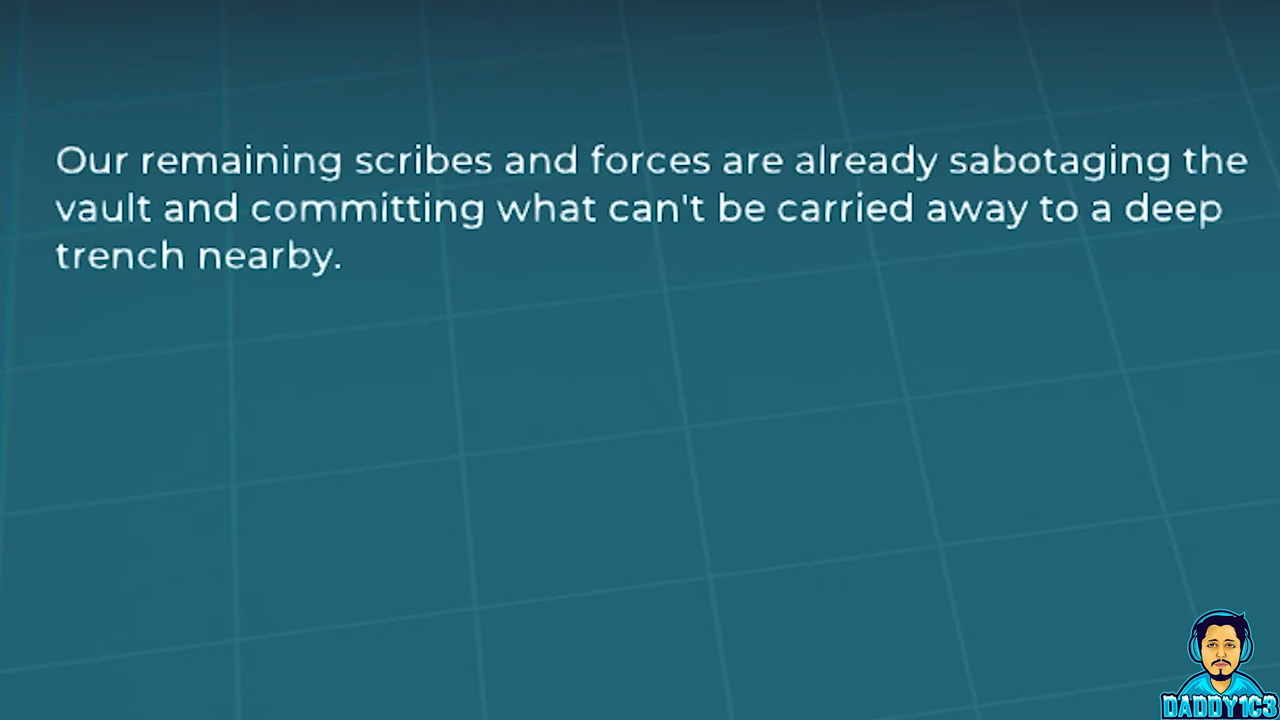 Our remaining scribes and forces are already sabotaging the
vault and committing what can't be carried away to a deep
trench nearby.
DADDY1C3